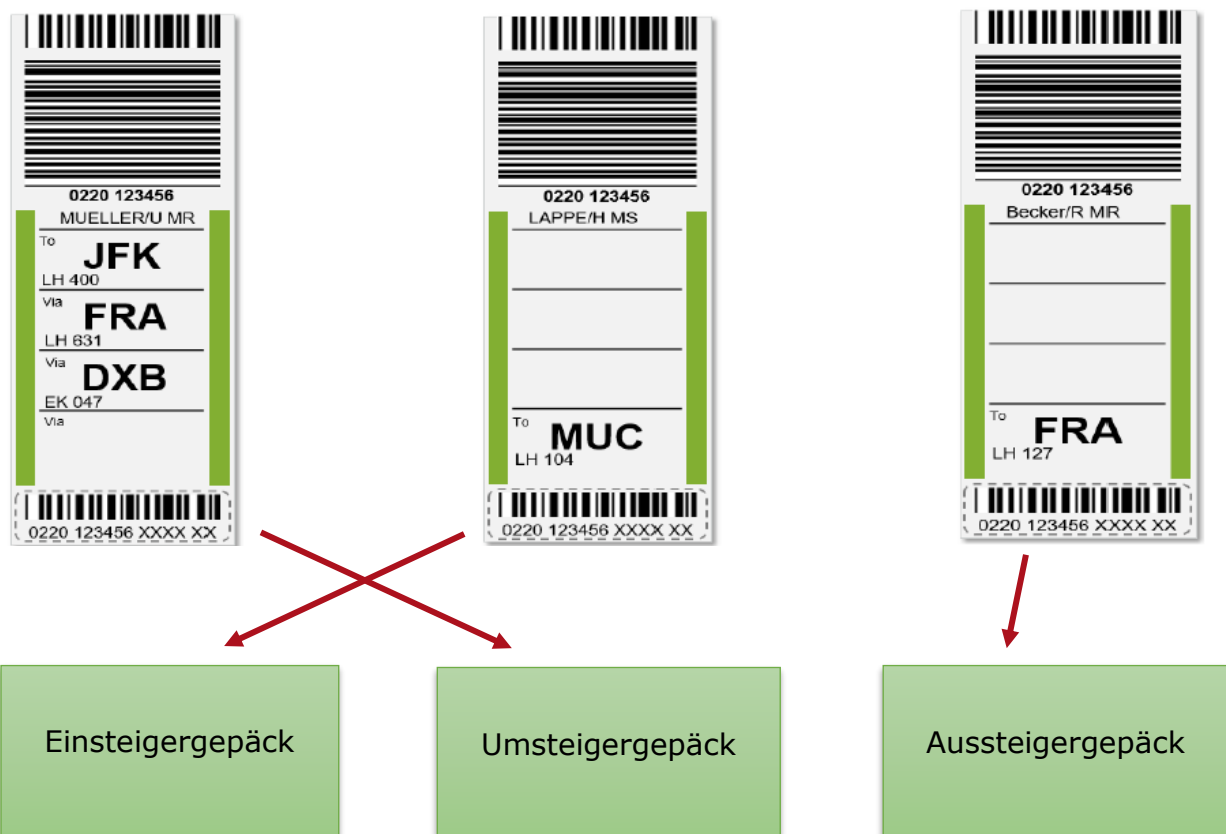 0220 123456
MUELLER/U MR
To
JFK
LH 400
Via
FRA
LH 631
Via
DXB
EK 047
Via
0220 123456 XXXX XX
0220 123456
LAPPE/H MS
To
MUC
LH 104
0220 123456 XXXX XX
0220 123456
Becker/R MR
To
FRA
LH 127
0220 123456 XXXX XX
Einsteigergepäck
Umsteigergepäck
Aussteigergepäck